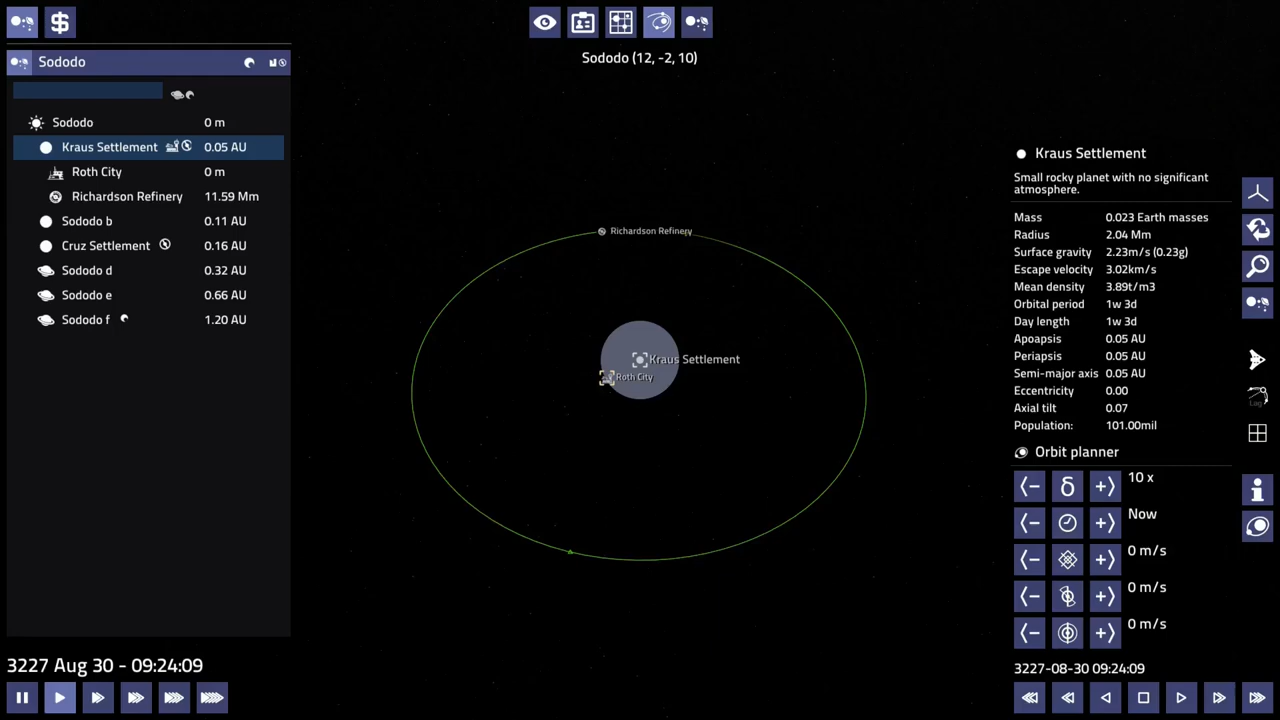 $
Sododo
Sododo (12, -2, 10)
Sododo 0 m
Kraus Settlement 0.05 AU
Roth City 0 m
Richardson Refinery 11.59 Mm
Sododo b 0.11 AU
Cruz Settlement 0.16 AU
Sododo d 0.32 AU
Sododo e 0.66 AU
Sododo f 1.20 AU
Richardson Refinery
Kraus Settlement
Roth City
Kraus Settlement
Small rocky planet with no significant
atmosphere.
Mass 0.023 Earth masses
Radius 2.04 Mm
Surface gravity 2.23m/s (0.23g)
Escape velocity 3.02km/s
Mean density 3.89t/m3
Orbital period 1w 3d
Day length 1w 3d
Apoapsis 0.05 AU
Periapsis 0.05 AU
Semi-major axis 0.05 AU
Eccentricity 0.00
Axial tilt 0.07
Population: 101.00mil
Lag
Orbit planner
10 x
Now
0 m/s
0 m/s
0 m/s
3227-08-30 09:24:09
3227 Aug 30 - 09:24:09